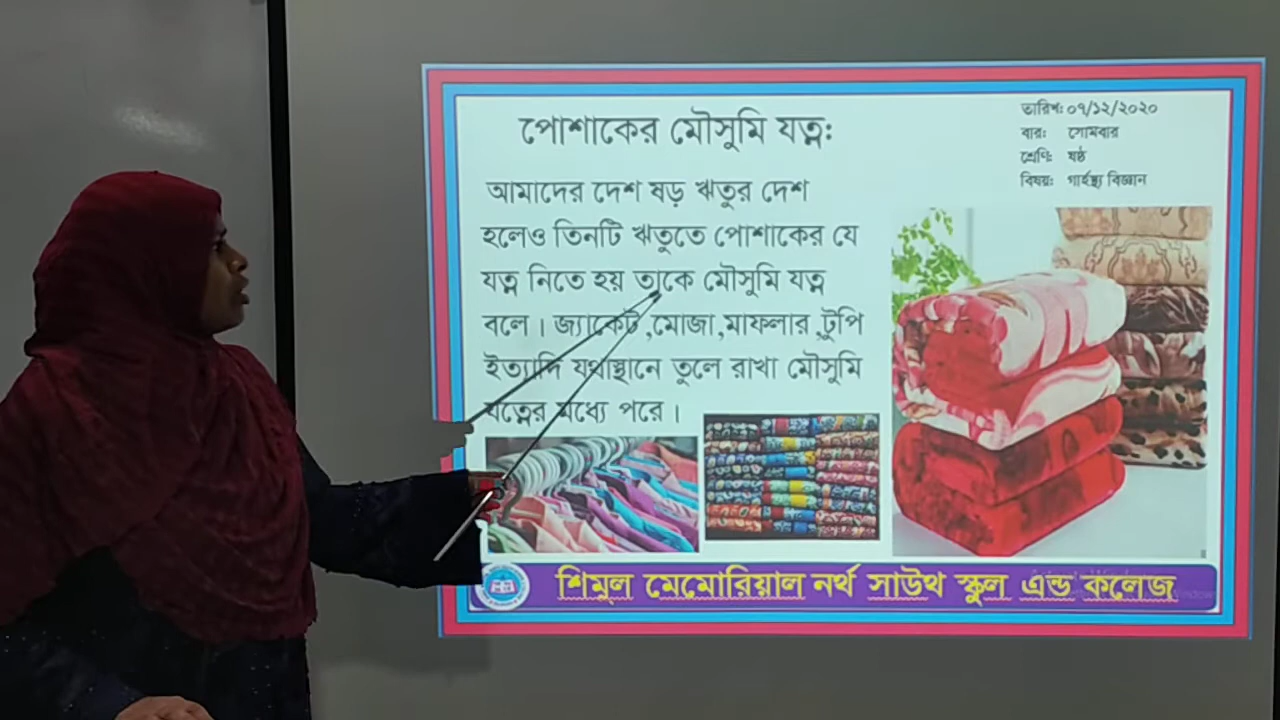 পোশাকের মৌসুমি যত্ন:
তারিখ: ০৭/১২/২০২০
বার: সোমবার
শ্রেণি: ষষ্ঠ
বিষয়: গার্হস্থ্য বিজ্ঞান
আমাদের দেশ ষড় ঋতুর দেশ
হলেও তিনটি ঋতুতে পোশাকের যে
যত্ন নিতে হয় তাকে মৌসুমি যত্ন
বলে। জ্যাকেট ,মোজা,মাফলার ,টুপি
ইত্যাদি যথাস্থানে তুলে রাখা মৌসুমি
যত্নের মধ্যে পরে।
শিমুল মেমোরিয়াল নর্থ সাউথ স্কুল এন্ড কলেজ